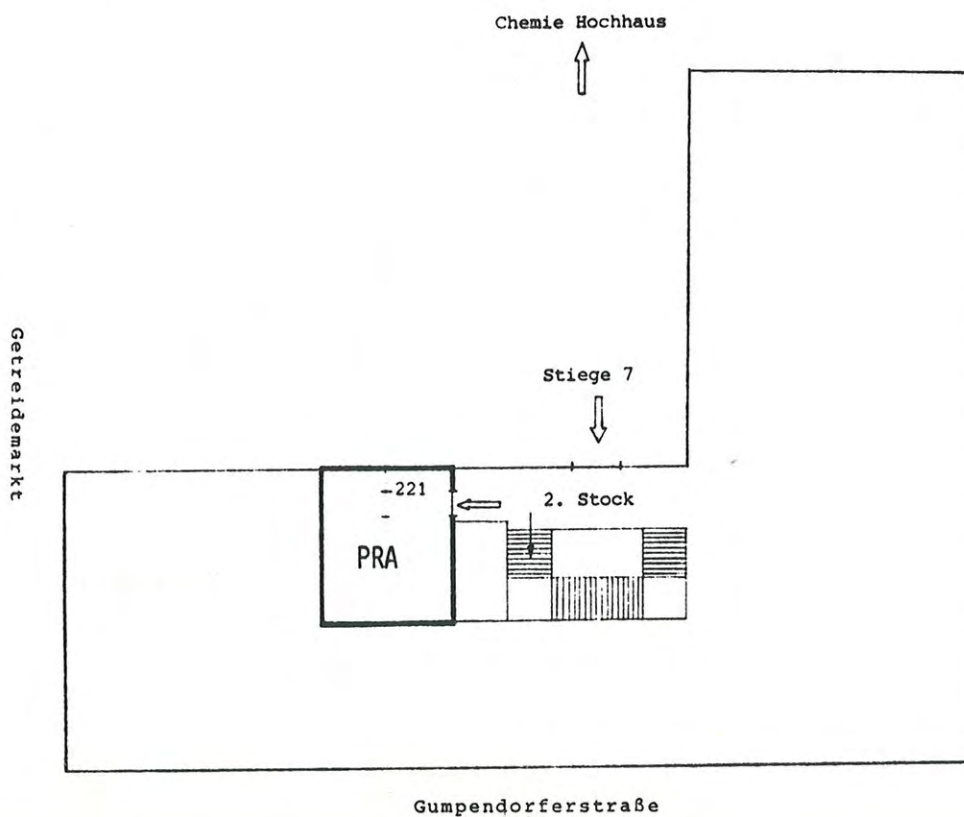 Chemie Hochhaus
Getreidemarkt
Stiege 7
221
2. Stock
PRA
Gumpendorferstraße